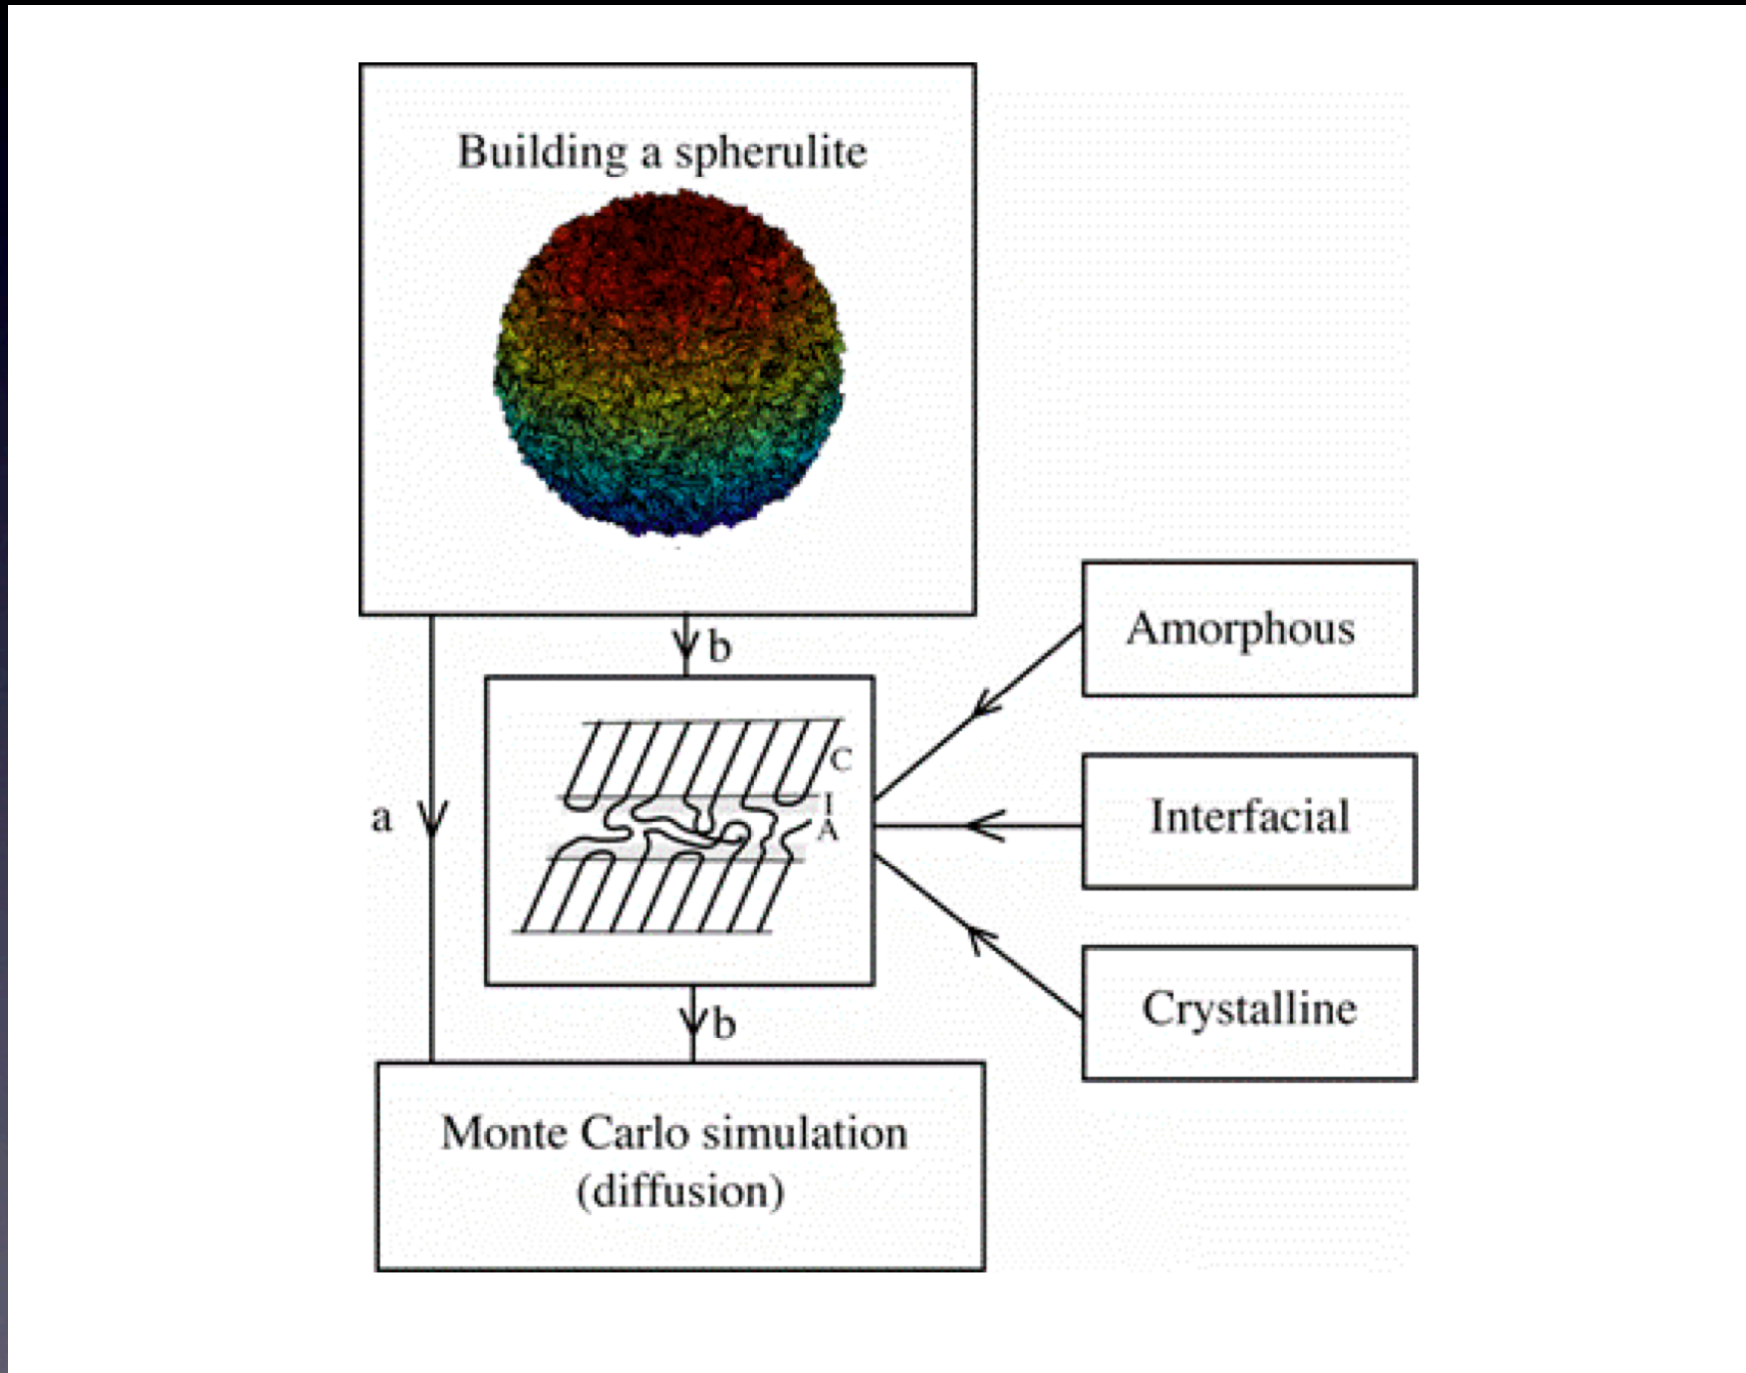 Building a spherulite
b
Amorphous
C
I
A
a
Interfacial
Crystalline
b
Monte Carlo simulation
(diffusion)